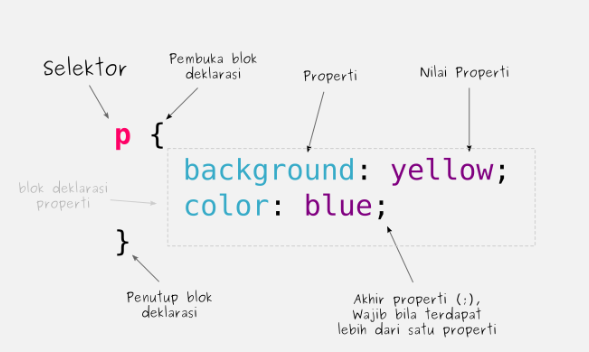 Selektor
Pembuka blok
deklarasi
Properti
Nilai Properti
p {
background: yellow;
color: blue;
blok deklarasi
properti
}
Penutup blok
deklarasi
Akhir properti (;),
Wajib bila terdapat
lebih dari satu properti